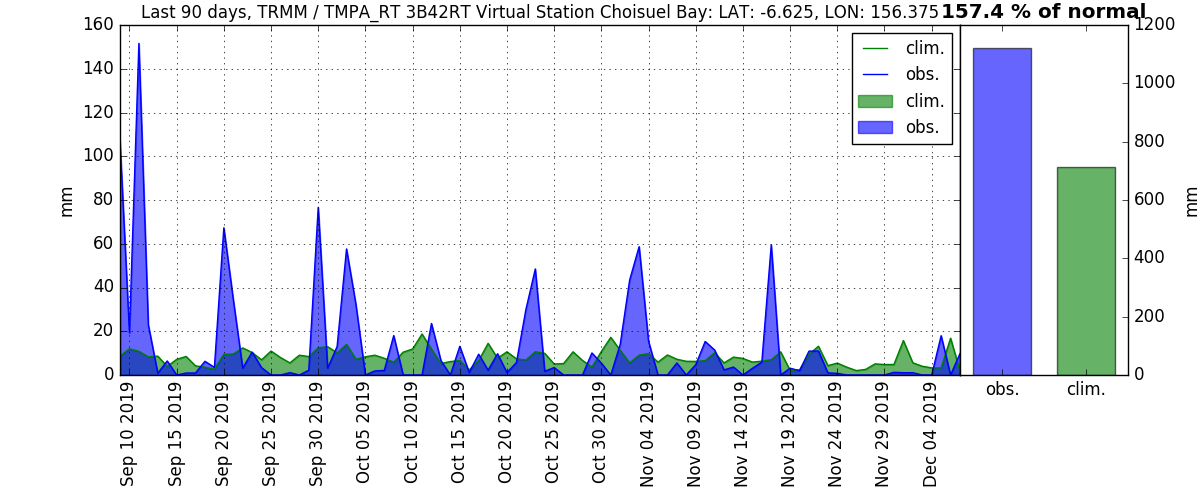 Last 90 days, TRMM / TMPA_RT 3B42RT Virtual Station Choisuel Bay: LAT: -6.625, LON: 156.375 157.4 % of normal
160
140
120
100
80
60
40
20
0
mm
clim.
obs.
clim.
obs.
Sep 10 2019
Sep 15 2019
Sep 20 2019
Sep 25 2019
Sep 30 2019
Oct 05 2019
Oct 10 2019
Oct 15 2019
Oct 20 2019
Oct 25 2019
Oct 30 2019
Nov 04 2019
Nov 09 2019
Nov 14 2019
Nov 19 2019
Nov 24 2019
Nov 29 2019
Dec 04 2019
1200
1000
800
600
400
200
0
mm
obs.
clim.